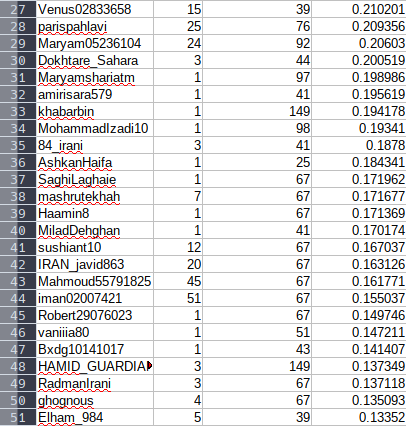 27 Venus02833658 15 39 0.210201
28 parispahlavi 25 76 0.209356
29 Maryam05236104 24 92 0.20603
30 Dokhtare_Sahara 3 44 0.200519
31 Maryamshariatm 1 97 0.198986
32 amirisara579 1 41 0.195619
33 khabarbin 1 149 0.194178
34 MohammadIzadi10 1 98 0.19341
35 84_irani 3 41 0.1878
36 AshkanHaifa 1 25 0.184341
37 SaghiLaghaie 1 67 0.171962
38 mashrutekhah 7 67 0.171677
39 Haamin8 1 67 0.171369
40 MiladDehghan 1 41 0.170174
41 sushiant10 12 67 0.167037
42 IRAN_javid863 20 67 0.163126
43 Mahmoud55791825 45 67 0.161771
44 iman02007421 51 67 0.155037
45 Robert29076023 1 67 0.149746
46 vaniiia80 1 51 0.147211
47 Bxdg10141017 1 43 0.141407
48 HAMID_GUARDIA 3 149 0.137349
49 RadmanIrani 3 67 0.137118
50 ghoqnous 4 67 0.135093
51 Elham_984 5 39 0.13352